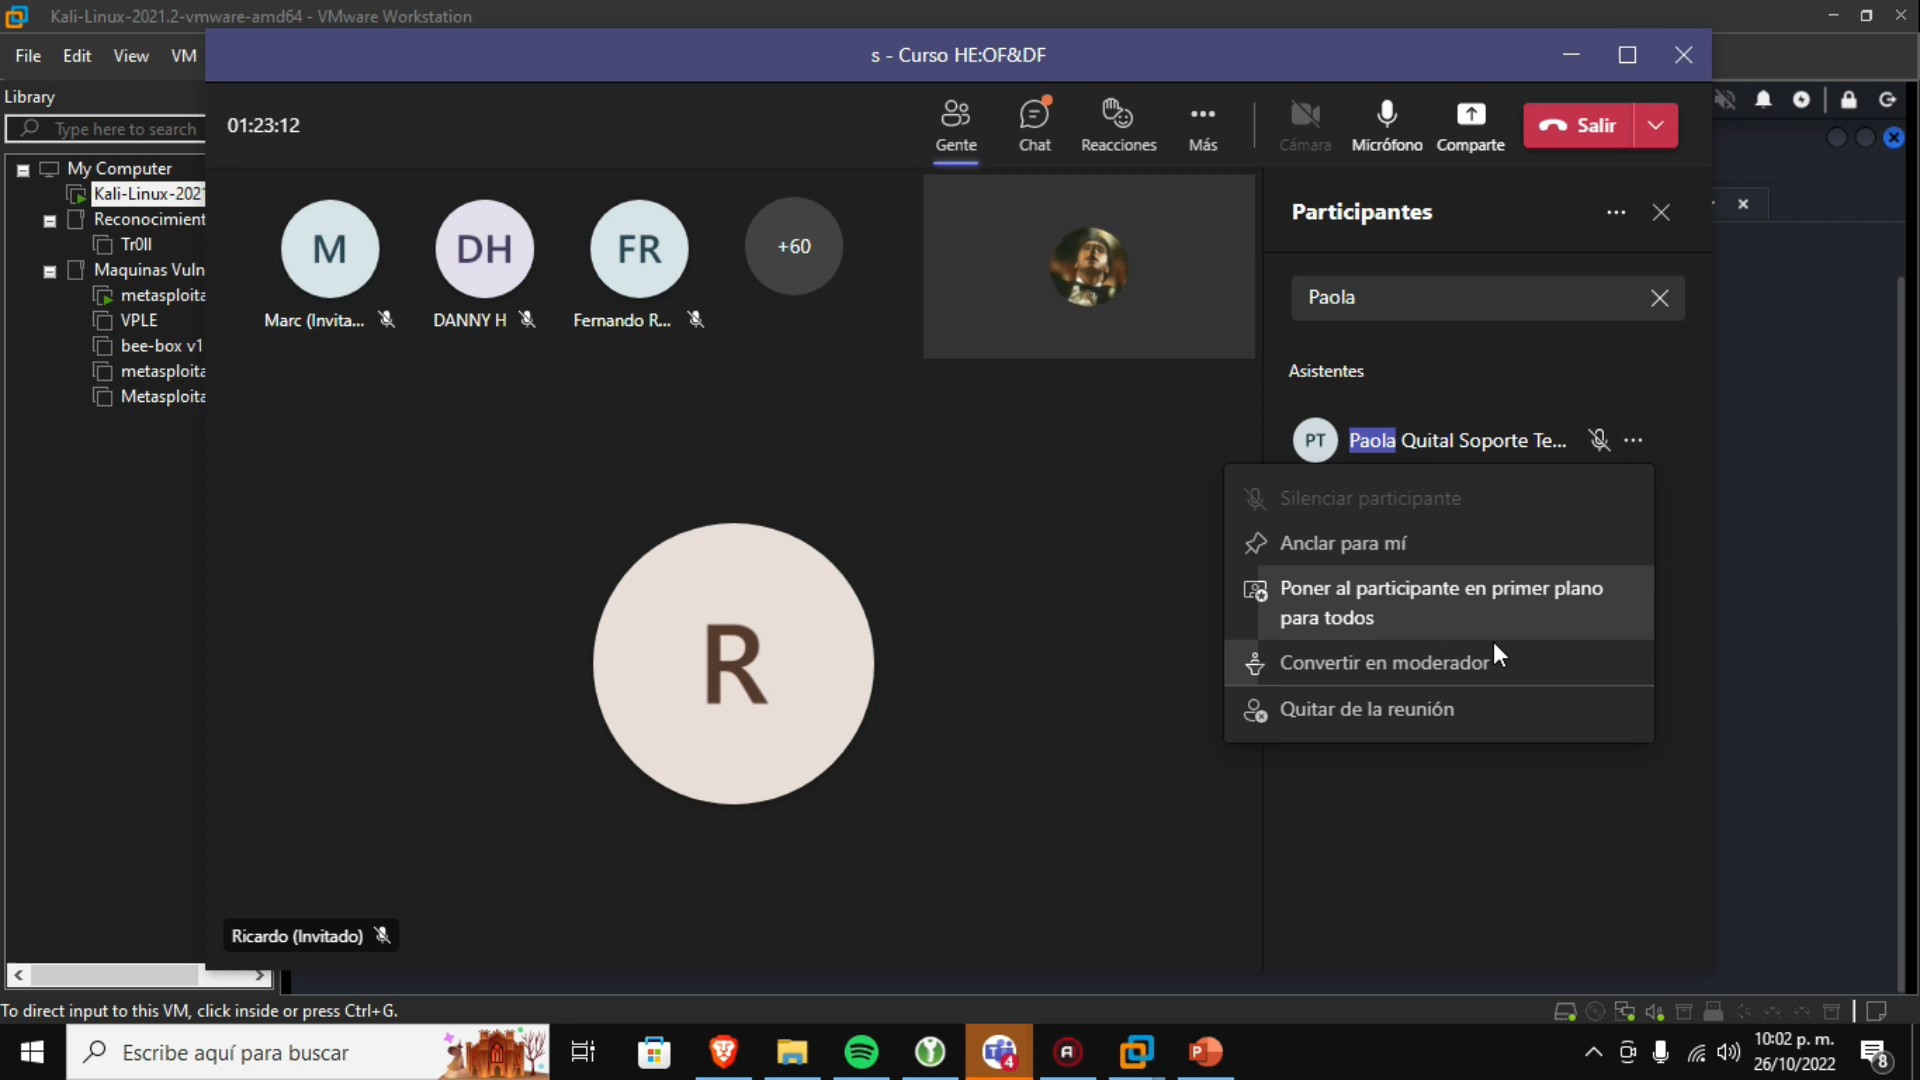 Kali-Linux-2021.2-vmware-amd64 - VMware Workstation
File Edit View VM
s - Curso HE:OF&DF
Library
Type here to search
My Computer
Kali-Linux-2021
Reconocimient
Tr0ll
Maquinas Vuln
metasploita
VPLE
bee-box v1
metasploita
Metasploita
01:23:12
Gente
Chat
Reacciones
Más
Cámara
Micrófono
Comparte
Salir
M
DH
FR
+60
Marc (Invita...
DANNY H
Fernando R...
R
Ricardo (Invitado)
Participantes
Paola
Asistentes
PT
Paola Quital Soporte Te...
Silenciar participante
Anclar para mí
Poner al participante en primer plano
para todos
Convertir en moderador
Quitar de la reunión
To direct input to this VM, click inside or press Ctrl+G.
Escribe aquí para buscar
4
10:02 p. m.
26/10/2022
8